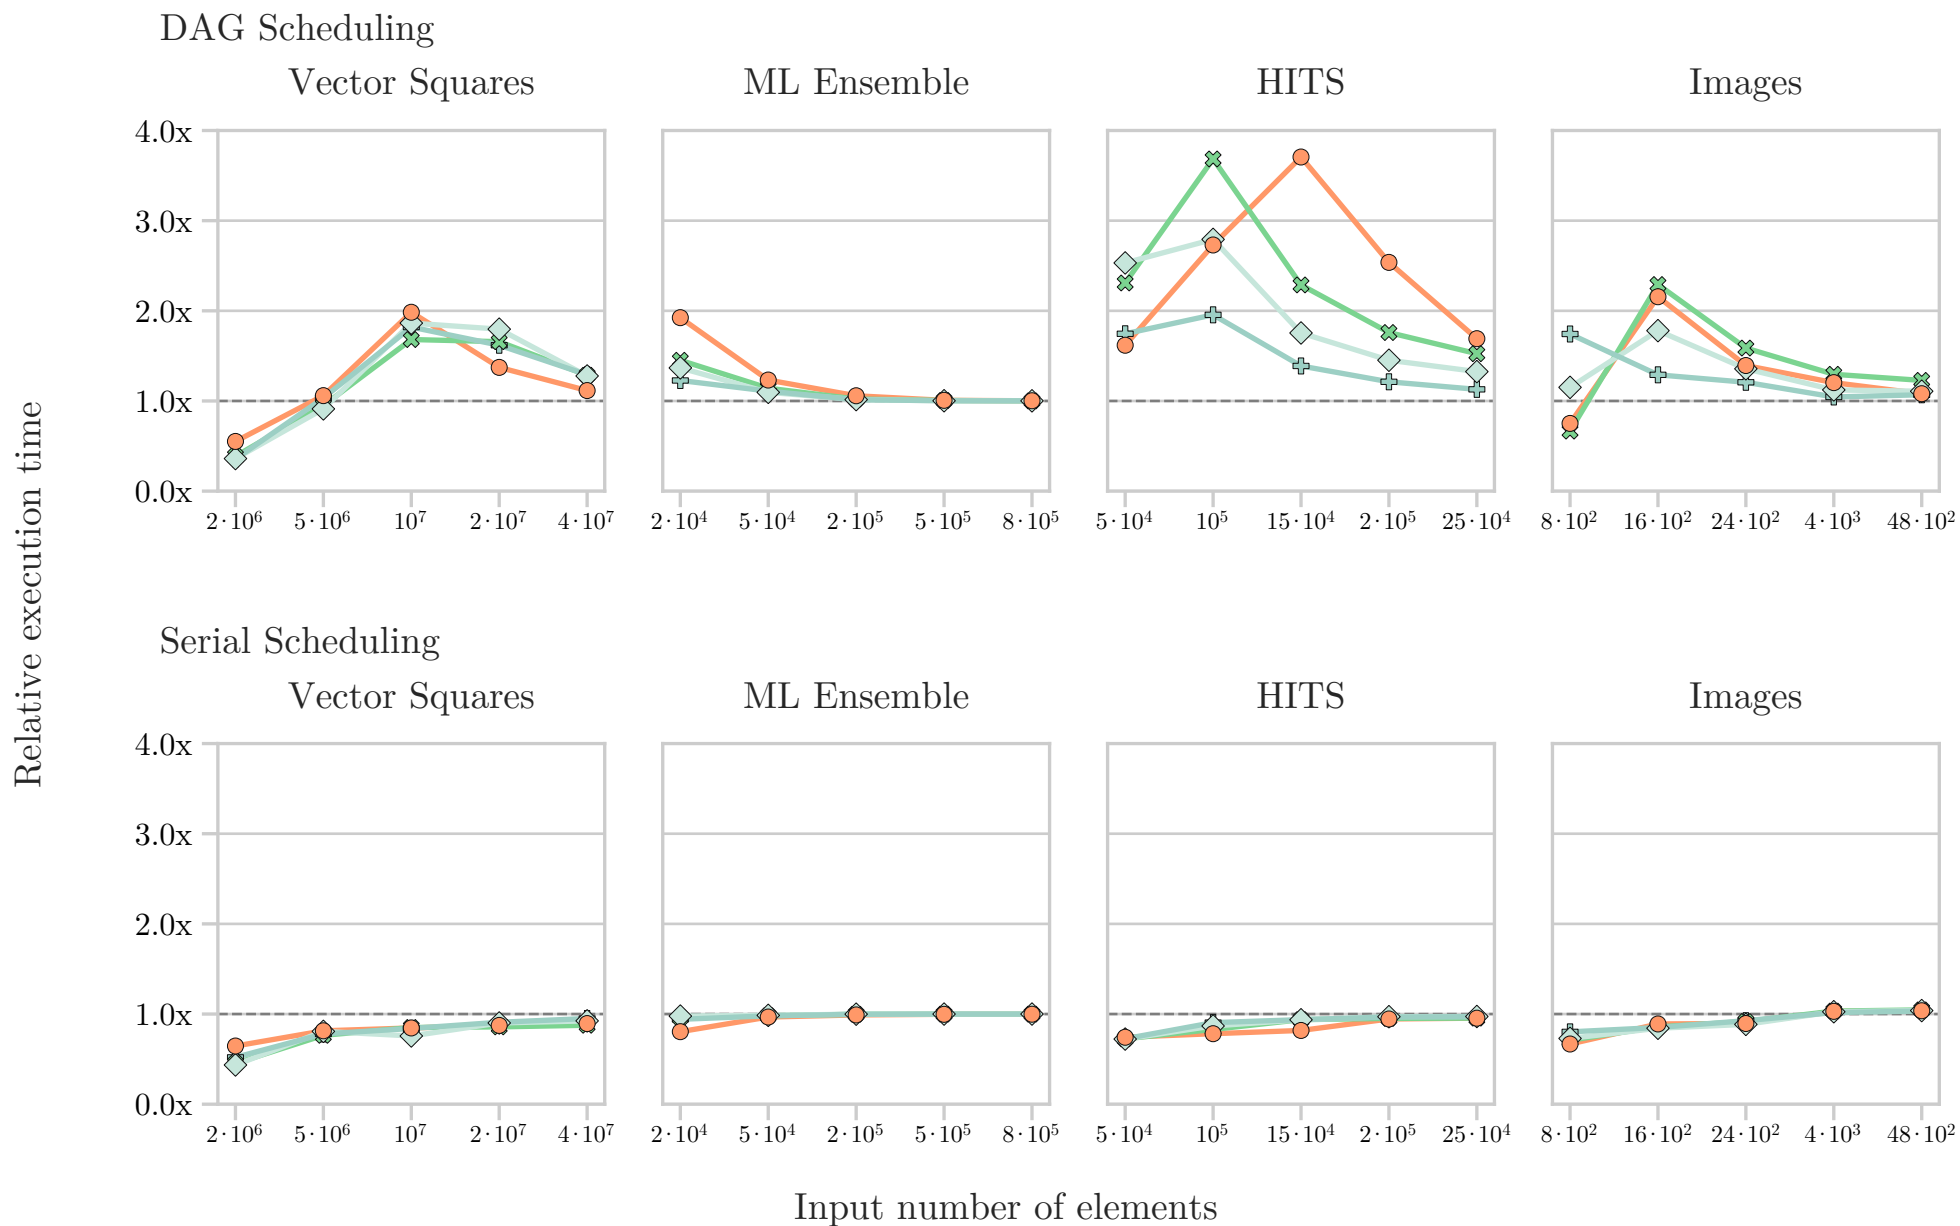 DAG Scheduling
Vector Squares ML Ensemble HITS Images
4.0x
3.0x
2.0x
1.0x
0.0x
2·10⁶ 5·10⁶ 10⁷ 2·10⁷ 4·10⁷ 2·10⁴ 5·10⁴ 2·10⁵ 5·10⁵ 8·10⁵ 5·10⁴ 10⁵ 15·10⁴ 2·10⁵ 25·10⁴ 8·10² 16·10² 24·10² 4·10³ 48·10²
Relative execution time
Serial Scheduling
Vector Squares ML Ensemble HITS Images
4.0x
3.0x
2.0x
1.0x
0.0x
2·10⁶ 5·10⁶ 10⁷ 2·10⁷ 4·10⁷ 2·10⁴ 5·10⁴ 2·10⁵ 5·10⁵ 8·10⁵ 5·10⁴ 10⁵ 15·10⁴ 2·10⁵ 25·10⁴ 8·10² 16·10² 24·10² 4·10³ 48·10²
Input number of elements